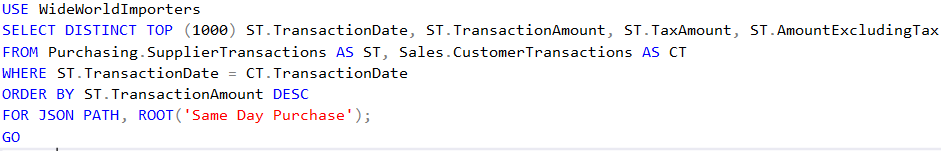 USE WideWorldImporters
SELECT DISTINCT TOP (1000) ST.TransactionDate, ST.TransactionAmount, ST.TaxAmount, ST.AmountExcludingTax
FROM Purchasing.SupplierTransactions AS ST, Sales.CustomerTransactions AS CT
WHERE ST.TransactionDate = CT.TransactionDate
ORDER BY ST.TransactionAmount DESC
FOR JSON PATH, ROOT('Same Day Purchase');
GO